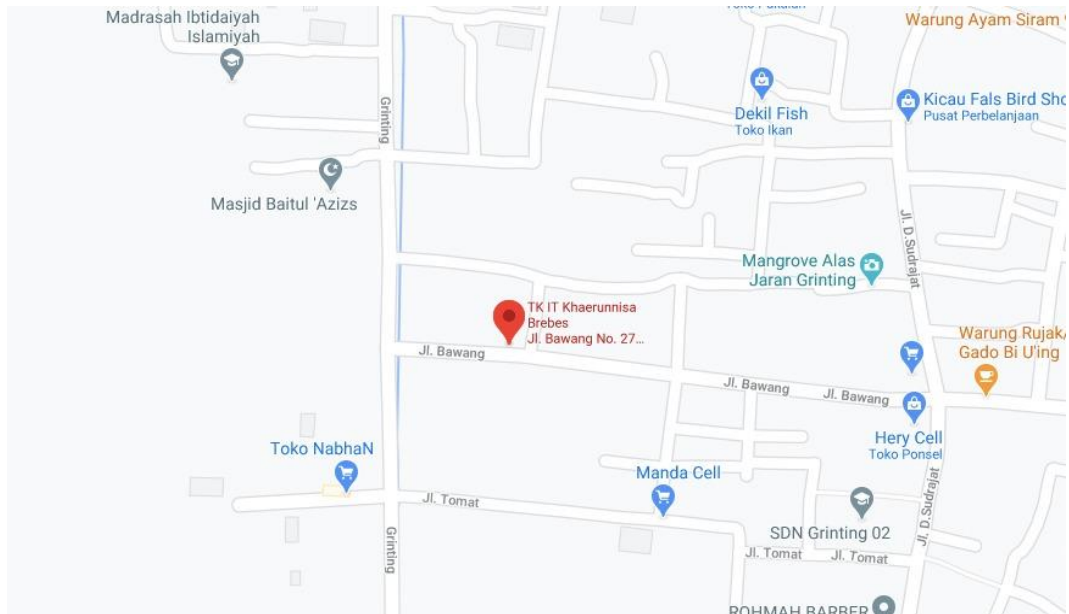 Madrasah Ibtidaiyah
Islamiyah
Warung Ayam Siram
Grinting
Dekil Fish
Toko Ikan
Kicau Fals Bird Sho
Pusat Perbelanjaan
Masjid Baitul 'Azizs
Jl. D.Sudrajat
Mangrove Alas
Jaran Grinting
TK IT Khaerunnisa
Brebes
Jl. Bawang No. 27...
Jl. Bawang
Warung Rujak/
Gado Bi U'ing
Jl. Bawang
Jl. Bawang
Hery Cell
Toko Ponsel
Toko NabhaN
Manda Cell
Jl. Tomat
Jl. D.Sudrajat
SDN Grinting 02
Grinting
Jl. Tomat
Jl. Tomat
ROHMAH BARBER